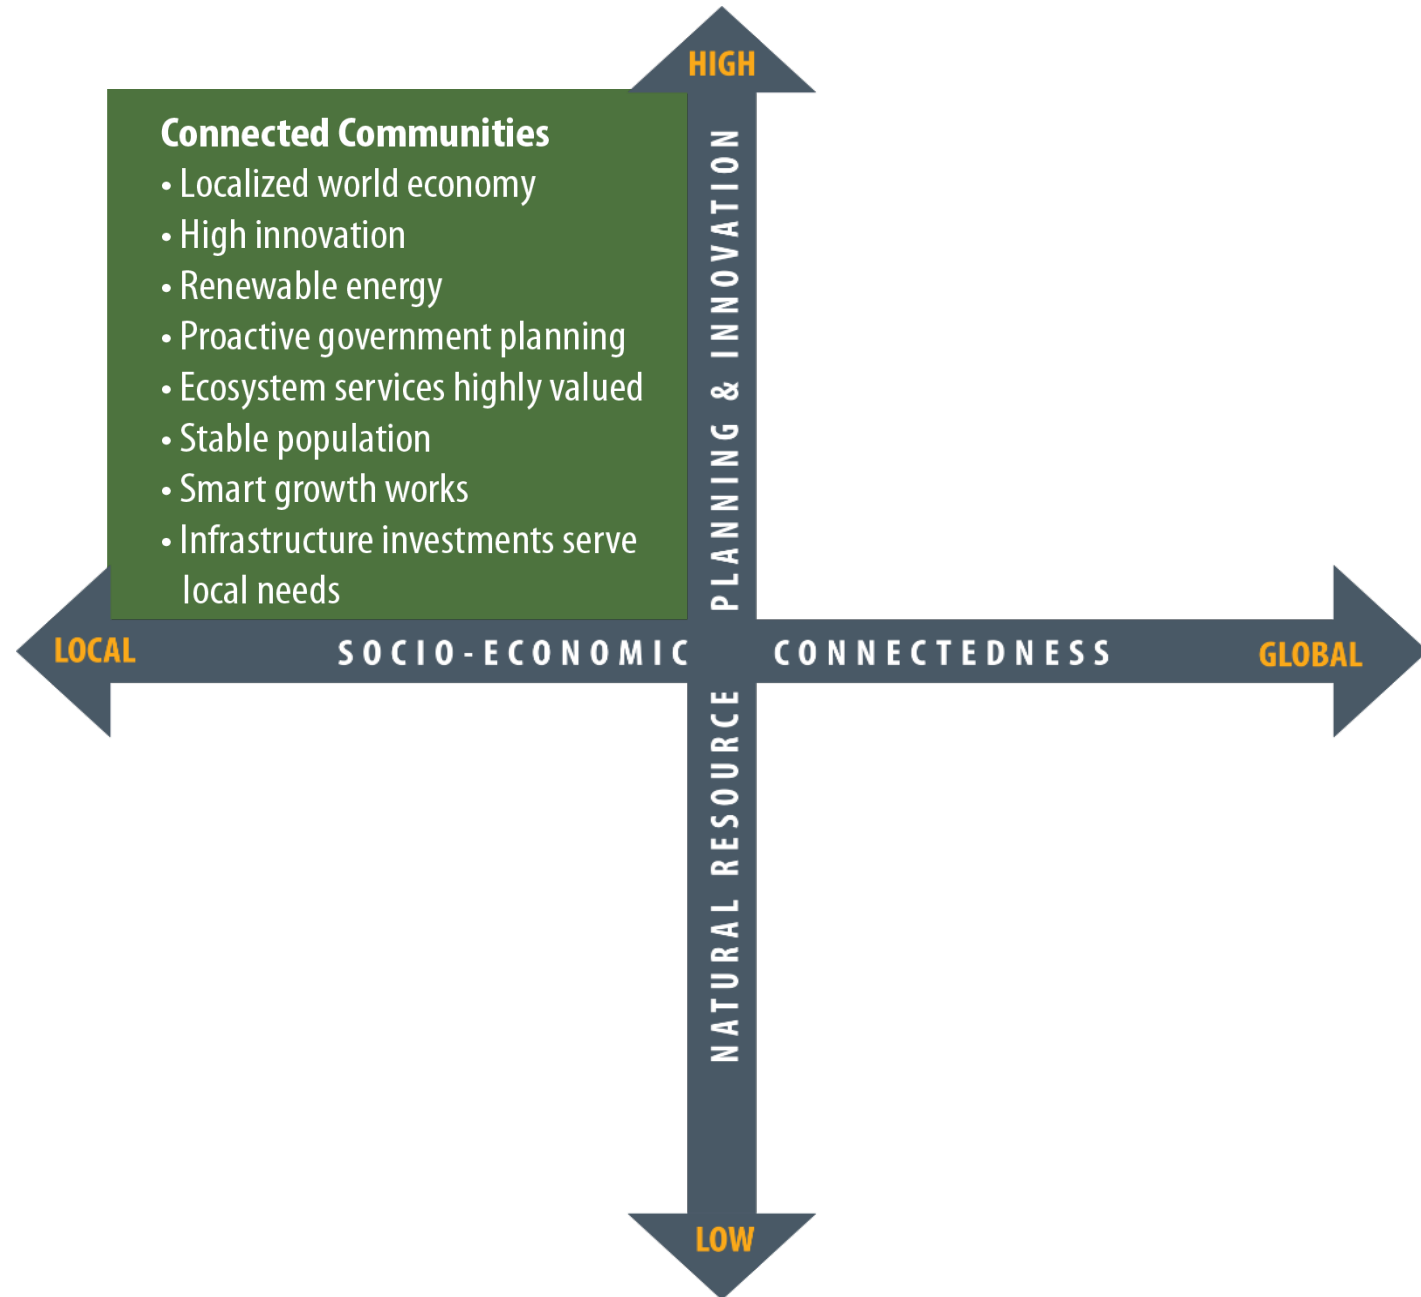 HIGH
Connected Communities
• Localized world economy
• High innovation
• Renewable energy
• Proactive government planning
• Ecosystem services highly valued
• Stable population
• Smart growth works
• Infrastructure investments serve
local needs
NATURAL RESOURCE PLANNING & INNOVATION
LOCAL
SOCIO-ECONOMIC CONNECTEDNESS
GLOBAL
LOW